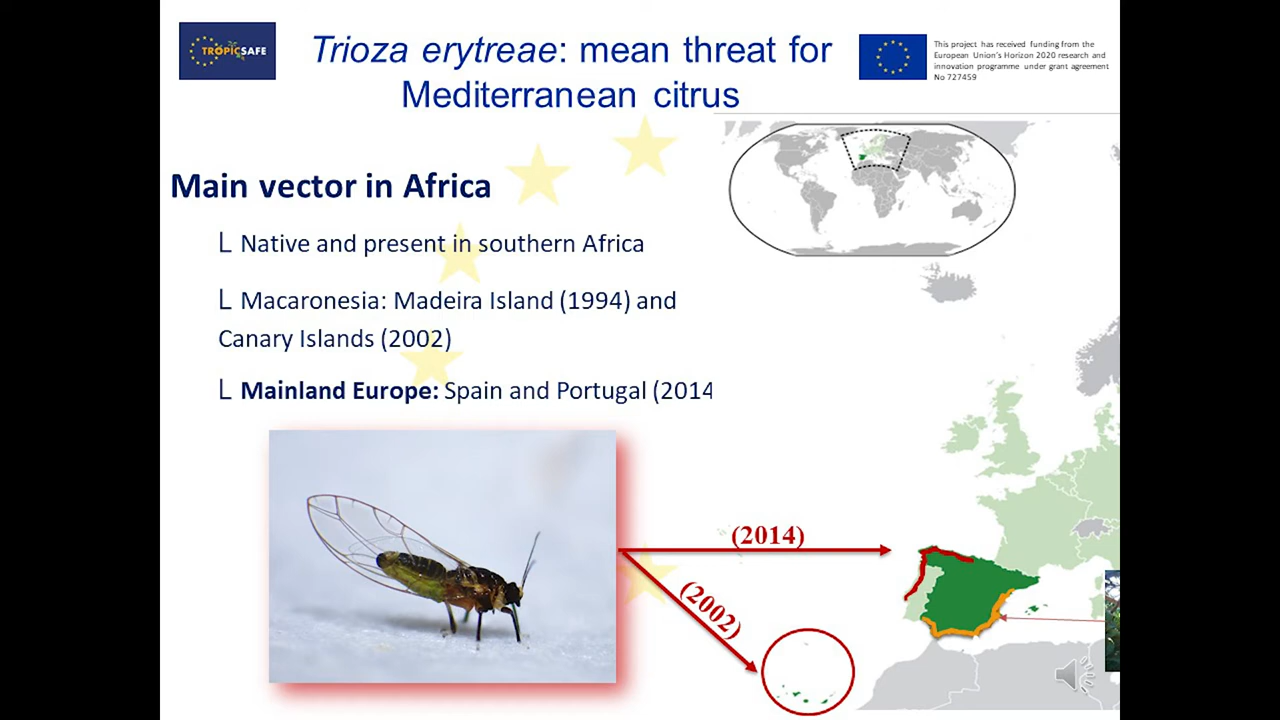 TROPICSAFE
Trioza erytreae: mean threat for
Mediterranean citrus
This project has received funding from the
European Union's Horizon 2020 research and
innovation programme under grant agreement
No 727459
Main vector in Africa
L Native and present in southern Africa
L Macaronesia: Madeira Island (1994) and
Canary Islands (2002)
L Mainland Europe: Spain and Portugal (2014
(2014)
(2002)